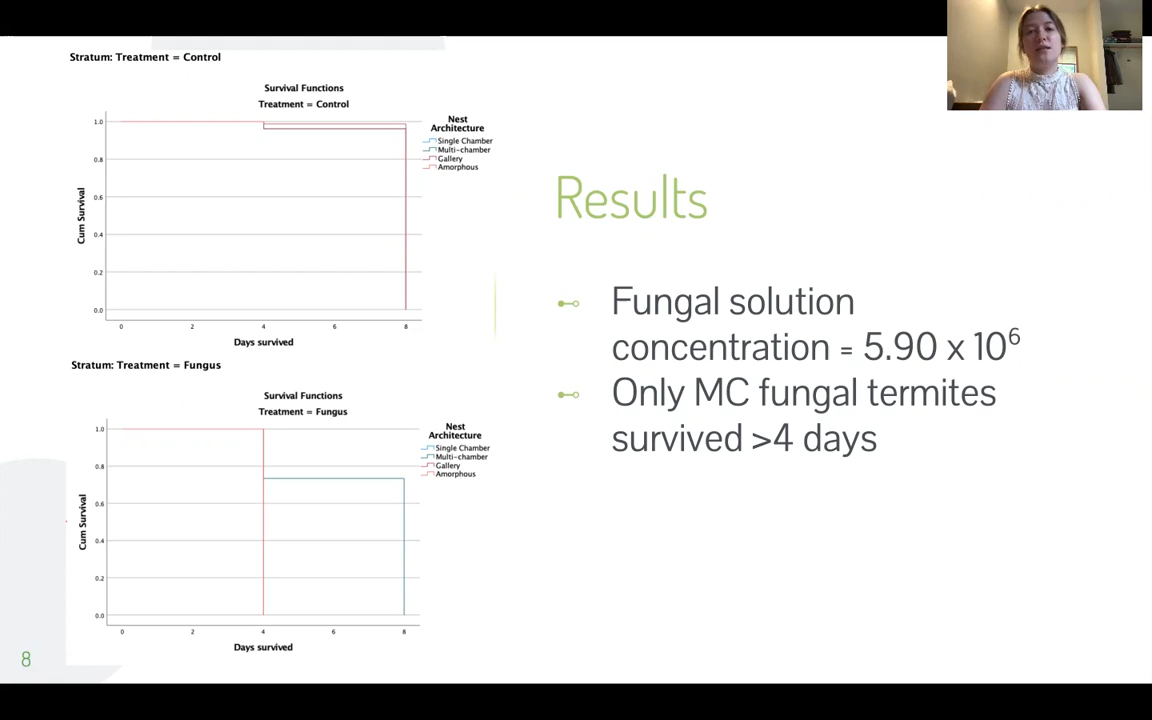 Stratum: Treatment = Control
Survival Functions
Treatment = Control
Nest
Architecture
Single Chamber
Multi-chamber
Gallery
Amorphous
1.0
0.8
0.6
0.4
0.2
0.0
Cum Survival
0 2 4 6 8
Days survived
Stratum: Treatment = Fungus
Survival Functions
Treatment = Fungus
Nest
Architecture
Single Chamber
Multi-chamber
Gallery
Amorphous
1.0
0.8
0.6
0.4
0.2
0.0
Cum Survival
0 2 4 6 8
Days survived
8
Results
Fungal solution
concentration = 5.90 x 10⁶
Only MC fungal termites
survived >4 days